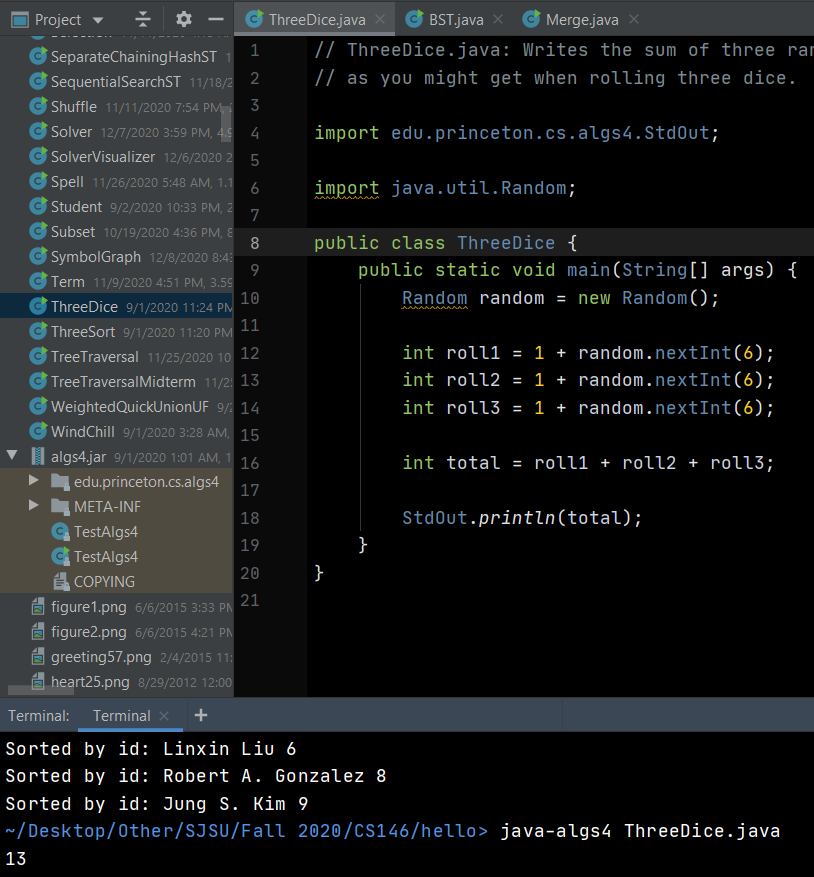 Project
ThreeDice.java
BST.java
Merge.java
SeparateChainingHashST 1
SequentialSearchST 11/18/2
Shuffle 11/11/2020 7:54 PM, 2
Solver 12/7/2020 3:59 PM, 4.9
SolverVisualizer 12/6/2020 2
Spell 11/26/2020 5:48 AM, 1.1
Student 9/2/2020 10:33 PM, 2
Subset 10/19/2020 4:36 PM, 8
SymbolGraph 12/8/2020 8:43
Term 11/9/2020 4:51 PM, 3.59
ThreeDice 9/1/2020 11:24 PM
ThreeSort 9/1/2020 11:20 PM
TreeTraversal 11/25/2020 10
TreeTraversalMidterm 11/25
WeightedQuickUnionUF 9/2
WindChill 9/1/2020 3:28 AM,
algs4.jar 9/1/2020 1:01 AM, 1
edu.princeton.cs.algs4
META-INF
TestAlgs4
TestAlgs4
COPYING
figure1.png 6/6/2015 3:33 PM
figure2.png 6/6/2015 4:21 PM
greeting57.png 2/4/2015 11:
heart25.png 8/29/2012 12:00
1 // ThreeDice.java: Writes the sum of three ran
2 // as you might get when rolling three dice.
3
4 import edu.princeton.cs.algs4.StdOut;
5
6 import java.util.Random;
7
8 public class ThreeDice {
9 public static void main(String[] args) {
10 Random random = new Random();
11
12 int roll1 = 1 + random.nextInt(6);
13 int roll2 = 1 + random.nextInt(6);
14 int roll3 = 1 + random.nextInt(6);
15
16 int total = roll1 + roll2 + roll3;
17
18 StdOut.println(total);
19 }
20 }
21
Terminal: Terminal
Sorted by id: Linxin Liu 6
Sorted by id: Robert A. Gonzalez 8
Sorted by id: Jung S. Kim 9
~/Desktop/Other/SJSU/Fall 2020/CS146/hello> java-algs4 ThreeDice.java
13